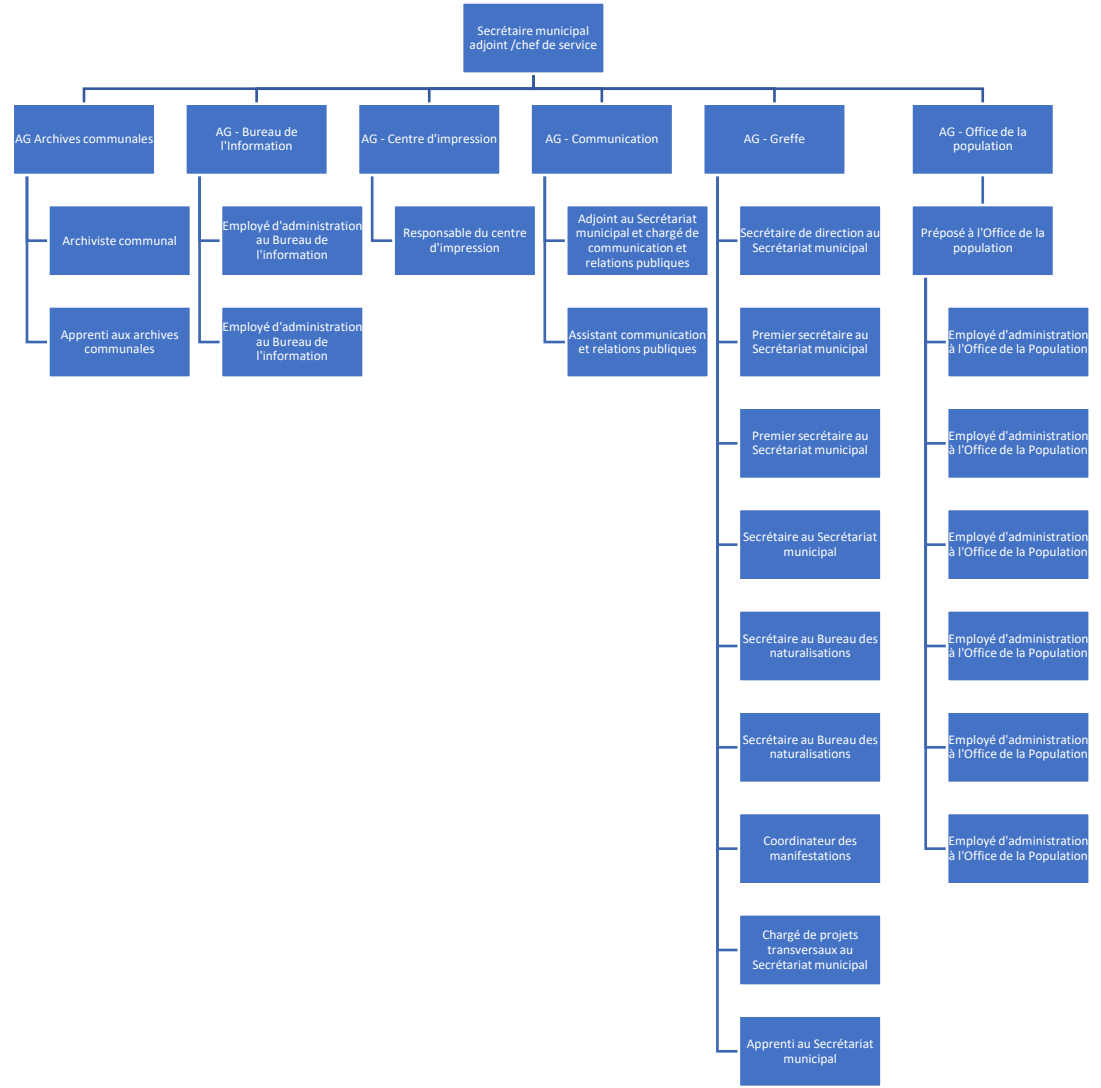 Secrétaire municipal
adjoint /chef de service
AG Archives communales
AG - Bureau de
l'Information
AG - Centre d'impression
AG - Communication
AG - Greffe
AG - Office de la
population
Archiviste communal
Employé d'administration
au Bureau de
l'information
Responsable du centre
d'impression
Adjoint au Secrétariat
municipal et chargé de
communication et
relations publiques
Secrétaire de direction au
Secrétariat municipal
Préposé à l'Office de la
population
Apprenti aux archives
communales
Employé d'administration
au Bureau de
l'information
Assistant communication
et relations publiques
Premier secrétaire au
Secrétariat municipal
Employé d'administration
à l'Office de la Population
Premier secrétaire au
Secrétariat municipal
Employé d'administration
à l'Office de la Population
Secrétaire au Secrétariat
municipal
Employé d'administration
à l'Office de la Population
Secrétaire au Bureau des
naturalisations
Employé d'administration
à l'Office de la Population
Secrétaire au Bureau des
naturalisations
Employé d'administration
à l'Office de la Population
Coordinateur des
manifestations
Employé d'administration
à l'Office de la Population
Chargé de projets
transversaux au
Secrétariat municipal
Apprenti au Secrétariat
municipal